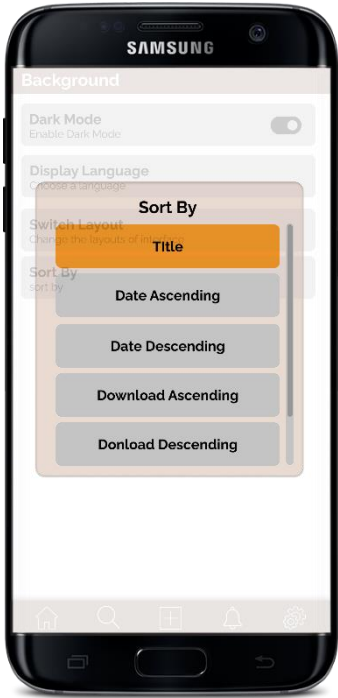 SAMSUNG
Background
Dark Mode
Enable Dark Mode
Display Language
Choose a language
Sort By
Switch Layout
Change the layouts of interface
TItle
Sort By
sort by
Date Ascending
Date Descending
Download Ascending
Donload Descending